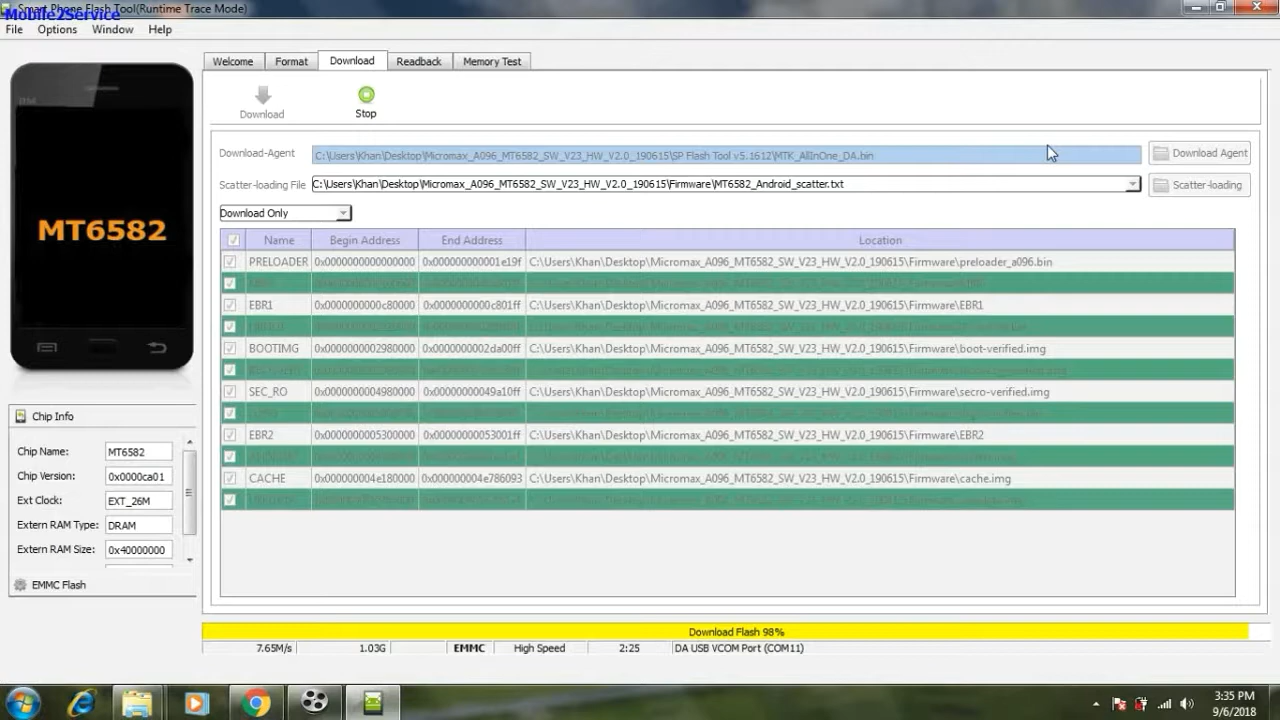 Smart Phone Flash Tool(Runtime Trace Mode)
Mobile2Service
File Options Window Help
Welcome Format Download Readback Memory Test
Download Stop
Download-Agent C:\Users\Khan\Desktop\Micromax_A096_MT6582_SW_V23_HW_V2.0_190615\SP Flash Tool v5.1612\MTK_AllInOne_DA.bin Download Agent
Scatter-loading File C:\Users\Khan\Desktop\Micromax_A096_MT6582_SW_V23_HW_V2.0_190615\Firmware\MT6582_Android_scatter.txt Scatter-loading
Download Only
MT6582
Name Begin Address End Address Location
PRELOADER 0x0000000000000000 0x000000000001e19f C:\Users\Khan\Desktop\Micromax_A096_MT6582_SW_V23_HW_V2.0_190615\Firmware\preloader_a096.bin
EBR1 0x0000000000c80000 0x0000000000c801ff C:\Users\Khan\Desktop\Micromax_A096_MT6582_SW_V23_HW_V2.0_190615\Firmware\EBR1
BOOTIMG 0x0000000002980000 0x0000000002da00ff C:\Users\Khan\Desktop\Micromax_A096_MT6582_SW_V23_HW_V2.0_190615\Firmware\boot-verified.img
SEC_RO 0x0000000004980000 0x00000000049a10ff C:\Users\Khan\Desktop\Micromax_A096_MT6582_SW_V23_HW_V2.0_190615\Firmware\secro-verified.img
EBR2 0x0000000005300000 0x00000000053001ff C:\Users\Khan\Desktop\Micromax_A096_MT6582_SW_V23_HW_V2.0_190615\Firmware\EBR2
CACHE 0x000000004e180000 0x000000004e786093 C:\Users\Khan\Desktop\Micromax_A096_MT6582_SW_V23_HW_V2.0_190615\Firmware\cache.img
Chip Info
Chip Name: MT6582
Chip Version: 0x0000ca01
Ext Clock: EXT_26M
Extern RAM Type: DRAM
Extern RAM Size: 0x40000000
EMMC Flash
Download Flash 98%
7.65M/s 1.03G EMMC High Speed 2:25 DA USB VCOM Port (COM11)
3:35 PM
9/6/2018